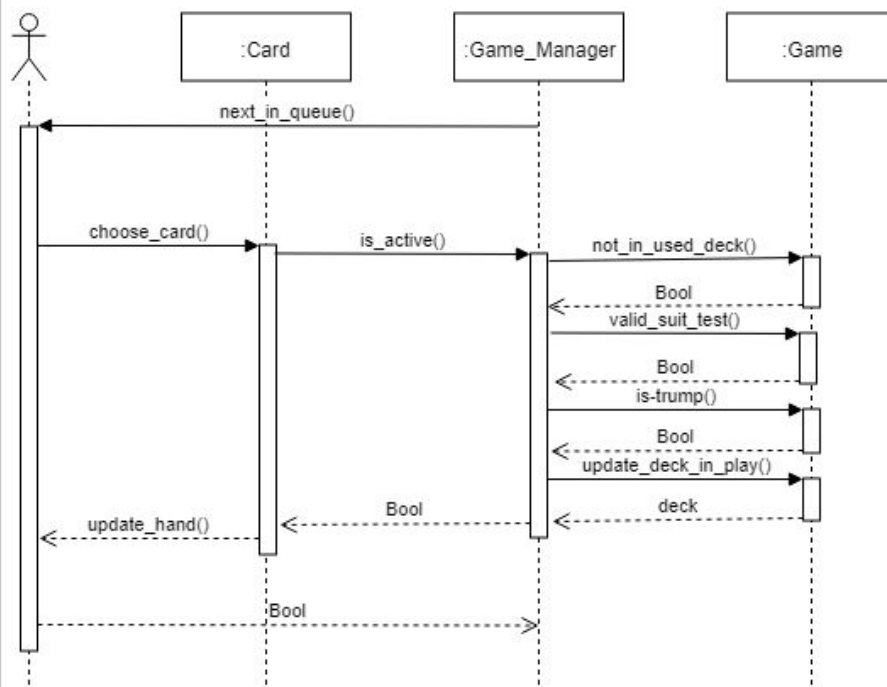 :Card
:Game_Manager
:Game
next_in_queue()
choose_card()
is_active()
not_in_used_deck()
Bool
valid_suit_test()
Bool
is-trump()
Bool
update_deck_in_play()
deck
Bool
update_hand()
Bool